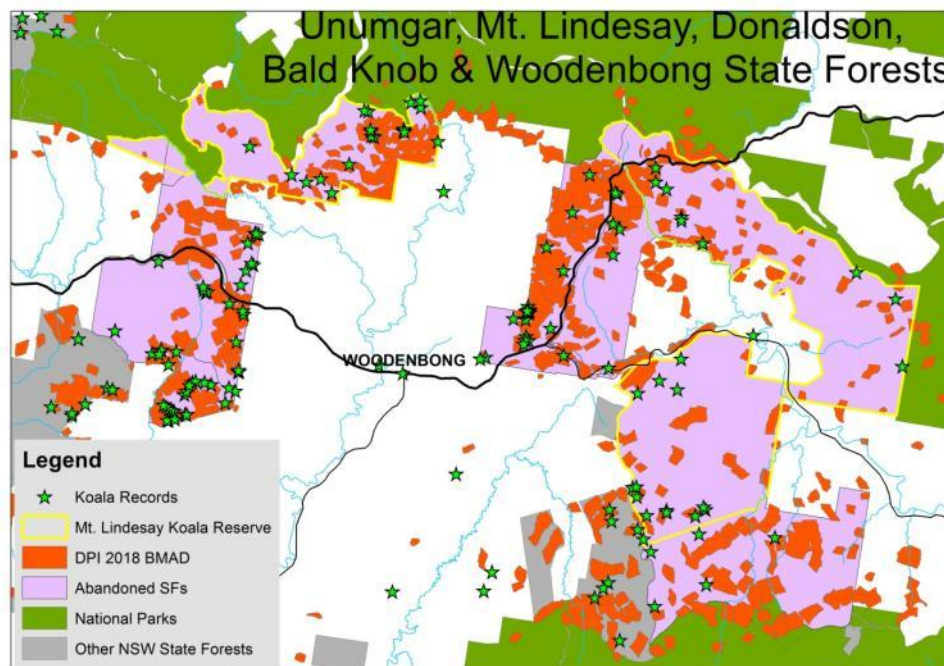 Unumgar, Mt. Lindesay, Donaldson,
Bald Knob & Woodenbong State Forests
WOODENBONG
Legend
Koala Records
Mt. Lindesay Koala Reserve
DPI 2018 BMAD
Abandoned SFs
National Parks
Other NSW State Forests